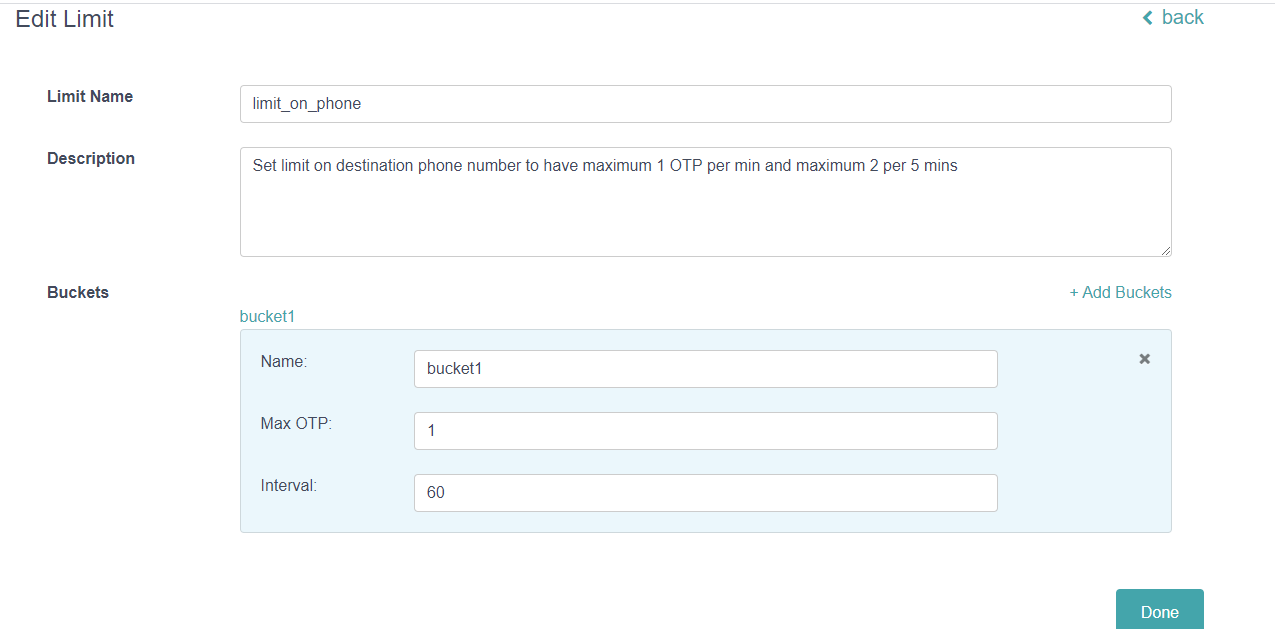 Edit Limit
back
Limit Name
limit_on_phone
Description
Set limit on destination phone number to have maximum 1 OTP per min and maximum 2 per 5 mins
Buckets
+ Add Buckets
bucket1
Name:
bucket1
Max OTP:
1
Interval:
60
Done